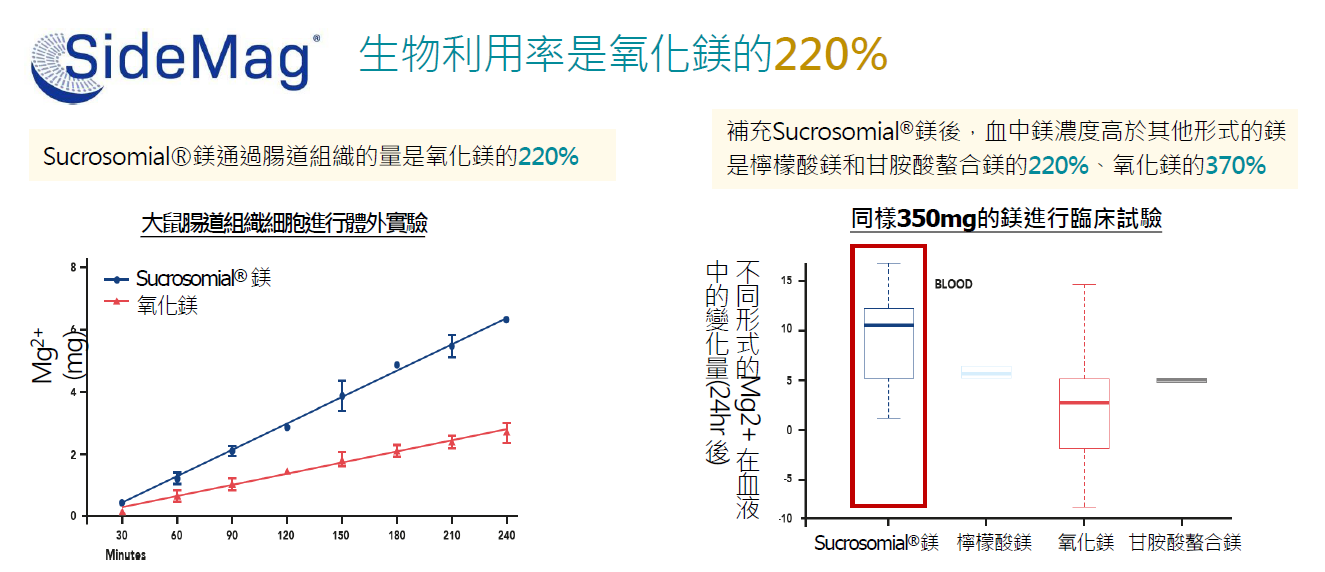 SideMag®
生物利用率是氧化鎂的220%
Sucrosomial®鎂通過腸道組織的量是氧化鎂的220%
補充Sucrosomial®鎂後，血中鎂濃度高於其他形式的鎂
是檸檬酸鎂和甘胺酸螯合鎂的220%、氧化鎂的370%
大鼠腸道組織細胞進行體外實驗
Sucrosomial® 鎂
氧化鎂
Mg2+
(mg)
8
6
4
2
0
30 60 90 120 150 180 210 240
Minutes
同樣350mg的鎂進行臨床試驗
不同形式的Mg2+ 在血液
中的變化量(24hr 後)
BLOOD
15
10
5
0
-5
-10
Sucrosomial®鎂 檸檬酸鎂 氧化鎂 甘胺酸螯合鎂